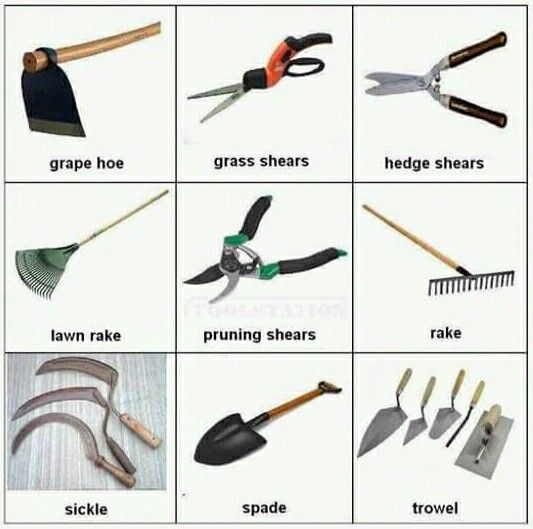 grape hoe
grass shears
hedge shears
lawn rake
pruning shears
TOOLSTATION
rake
sickle
spade
trowel